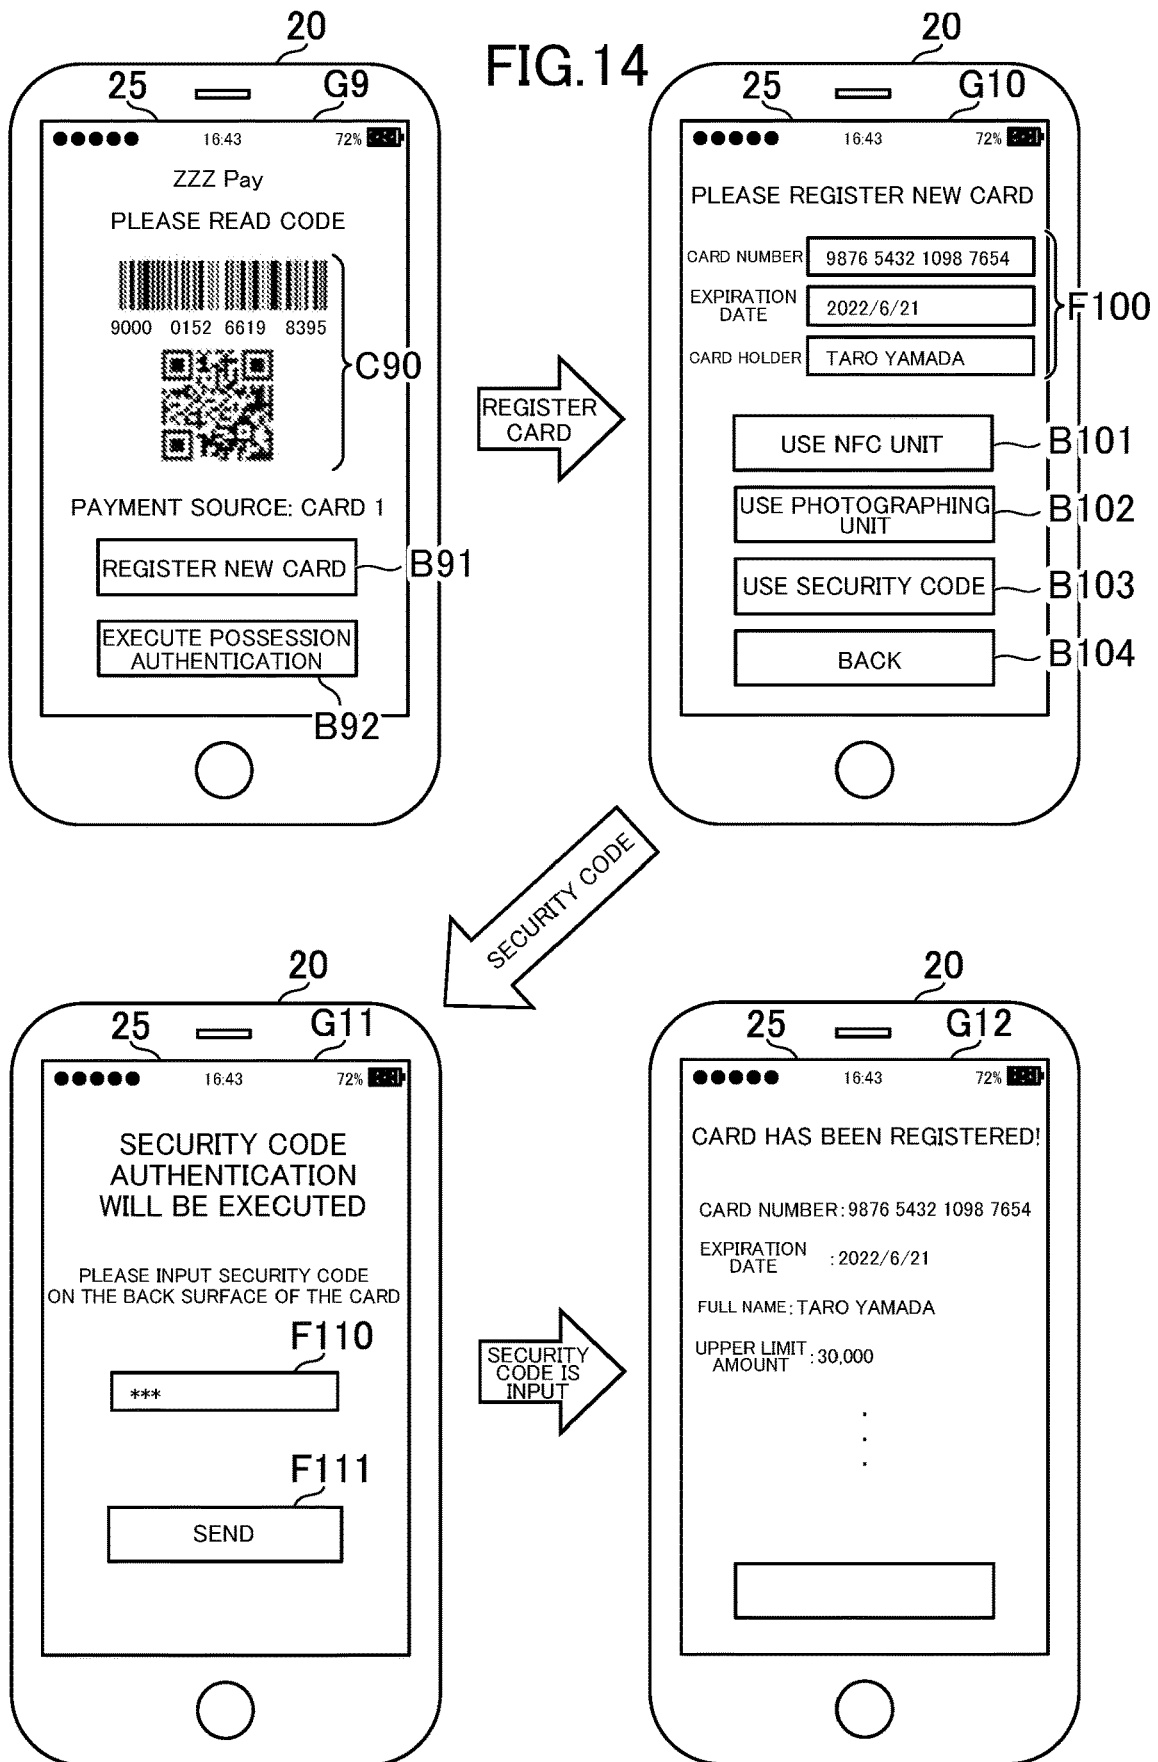 FIG.14
20
25
G9
16:43
72%
ZZZ Pay
PLEASE READ CODE
9000 0152 6619 8395
C90
PAYMENT SOURCE: CARD 1
REGISTER NEW CARD
B91
EXECUTE POSSESSION
AUTHENTICATION
B92
REGISTER
CARD
20
25
G10
16:43
72%
PLEASE REGISTER NEW CARD
CARD NUMBER
9876 5432 1098 7654
EXPIRATION
DATE
2022/6/21
CARD HOLDER
TARO YAMADA
F100
USE NFC UNIT
B101
USE PHOTOGRAPHING
UNIT
B102
USE SECURITY CODE
B103
BACK
B104
SECURITY CODE
20
25
G11
16:43
72%
SECURITY CODE
AUTHENTICATION
WILL BE EXECUTED
PLEASE INPUT SECURITY CODE
ON THE BACK SURFACE OF THE CARD
F110
***
F111
SEND
SECURITY
CODE IS
INPUT
20
25
G12
16:43
72%
CARD HAS BEEN REGISTERED!
CARD NUMBER:9876 5432 1098 7654
EXPIRATION
DATE
:2022/6/21
FULL NAME:TARO YAMADA
UPPER LIMIT
AMOUNT
:30,000